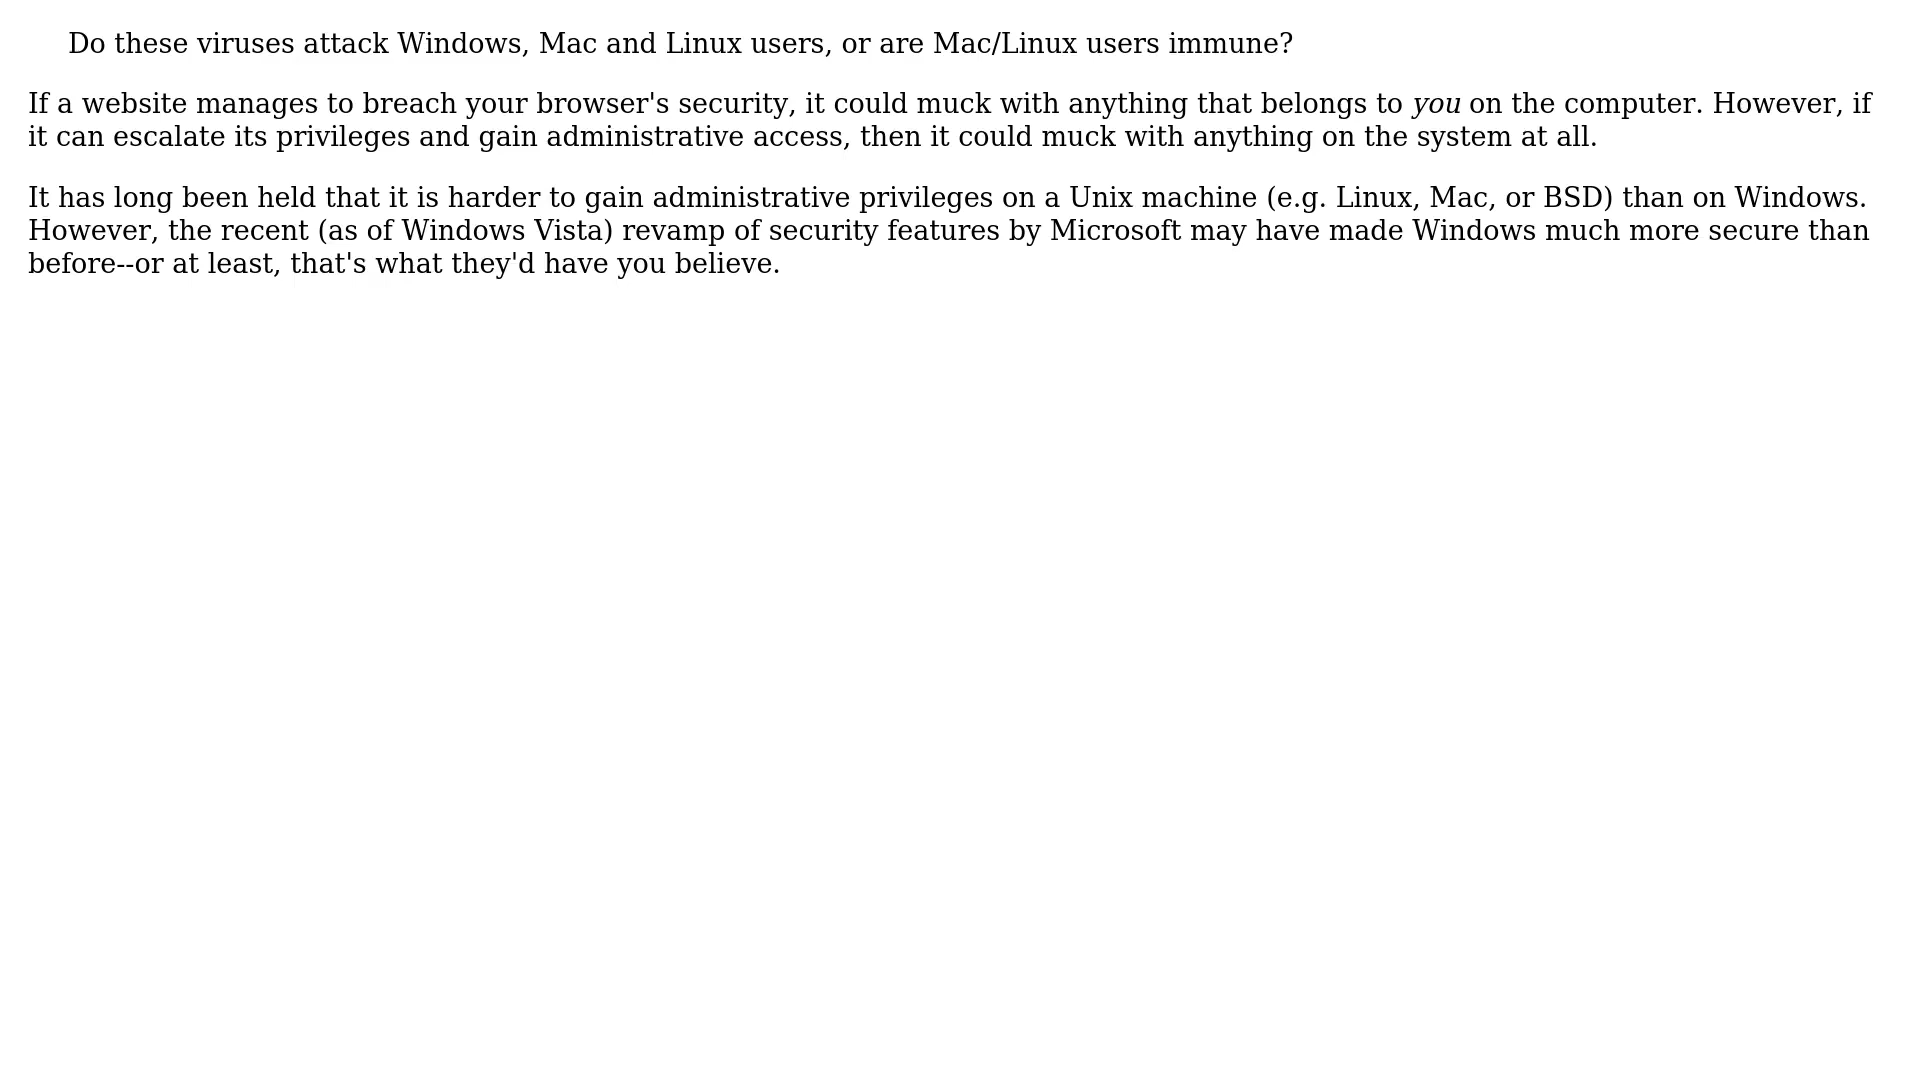 Do these viruses attack Windows, Mac and Linux users, or are Mac/Linux users immune?
If a website manages to breach your browser's security, it could muck with anything that belongs to you on the computer. However, if
it can escalate its privileges and gain administrative access, then it could muck with anything on the system at all.
It has long been held that it is harder to gain administrative privileges on a Unix machine (e.g. Linux, Mac, or BSD) than on Windows.
However, the recent (as of Windows Vista) revamp of security features by Microsoft may have made Windows much more secure than
before--or at least, that's what they'd have you believe.